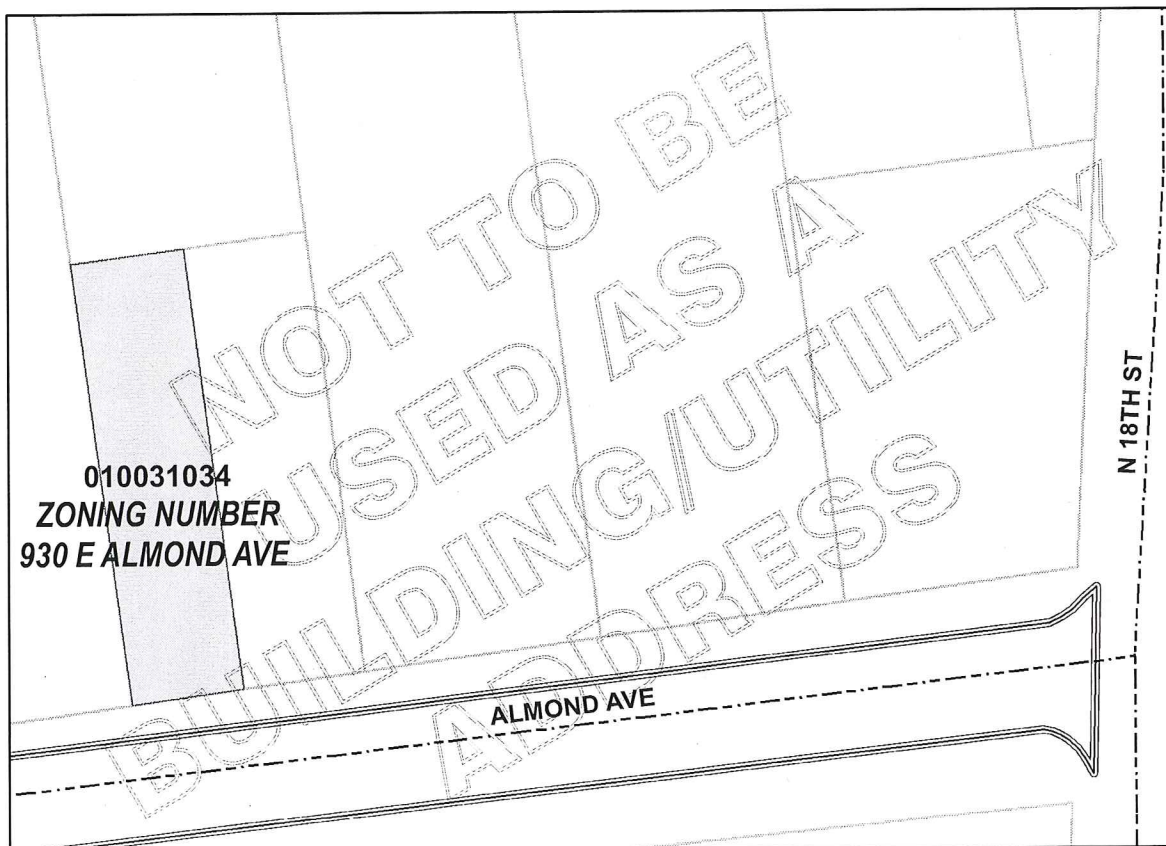 NOT TO BE
USED AS A
BUILDING/UTILITY
ADDRESS
010031034
ZONING NUMBER
930 E ALMOND AVE
ALMOND AVE
N 18TH ST